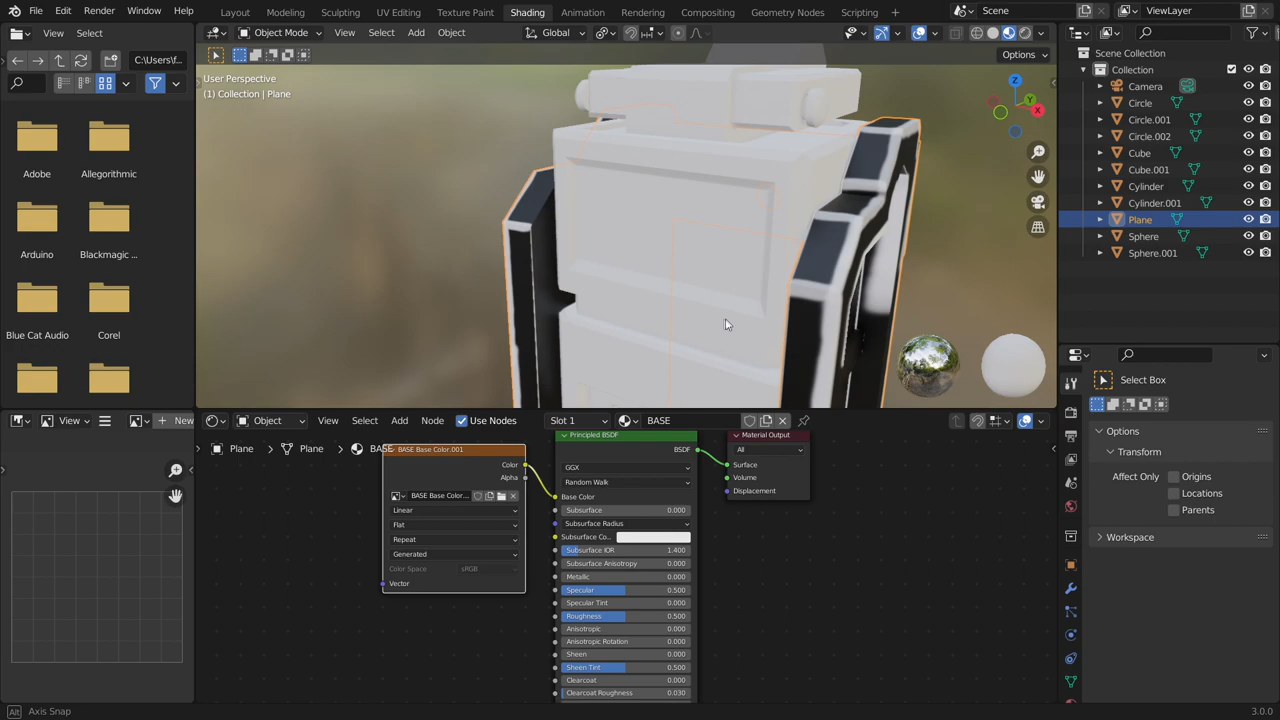 File Edit Render Window Help
Layout Modeling Sculpting UV Editing Texture Paint Shading Animation Rendering Compositing Geometry Nodes Scripting
Scene
ViewLayer
View Select
C:\Users\f...
Adobe
Allegorithmic
Arduino
Blackmagic ...
Blue Cat Audio
Corel
Object Mode
View Select Add Object
Global
Options
User Perspective
(1) Collection | Plane
Z
Y
X
Scene Collection
Collection
Camera
Circle
Circle.001
Circle.002
Cube
Cube.001
Cylinder
Cylinder.001
Plane
Sphere
Sphere.001
Select Box
Options
Transform
Affect Only
Origins
Locations
Parents
Workspace
View
New
Object
View Select Add Node
Use Nodes
Slot 1
BASE
Plane
Plane
BASE
BASE Base Color.001
Color
Alpha
BASE Base Color...
Linear
Flat
Repeat
Generated
Color Space sRGB
Vector
Principled BSDF
BSDF
GGX
Random Walk
Base Color
Subsurface 0.000
Subsurface Radius
Subsurface Co...
Subsurface IOR 1.400
Subsurface Anisotropy 0.000
Metallic 0.000
Specular 0.500
Specular Tint 0.000
Roughness 0.500
Anisotropic 0.000
Anisotropic Rotation 0.000
Sheen 0.000
Sheen Tint 0.500
Clearcoat 0.000
Clearcoat Roughness 0.030
Material Output
All
Surface
Volume
Displacement
Alt Axis Snap
3.0.0